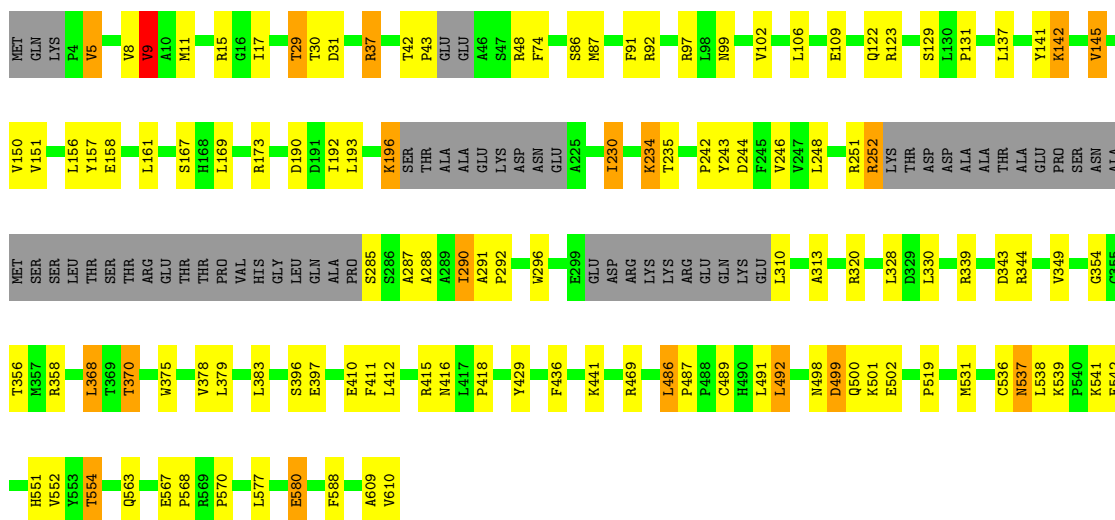 MET GLN LYS P4 V5 V8 V9 A10 M11 R15 G16 I17 T29 T30 D31 R37 T42 P43 GLU GLU A46 S47 R48 F74 S86 M87 F91 R92 R97 L98 N99 V102 L106 E109 Q122 R123 S129 L130 P131 L137 Y141 K142 V145
V150 V151 L156 Y157 E158 L161 S167 H168 L169 R173 D190 D191 I192 L193 K196 SER THR ALA ALA GLU LYS ASP ASN GLU A225 I230 K234 T235 P242 Y243 D244 F245 V246 V247 L248 R251 R252 LYS THR ASP ASP ALA ALA THR ALA GLU PRO SER ASN ALA
MET SER SER LEU THR SER THR ARG GLU THR THR PRO VAL HIS GLY LEU GLN ALA PRO S285 S286 A287 A288 A289 I290 A291 P292 W296 E299 GLU ASP ARG LYS LYS ARG GLU GLN LYS GLU L310 A313 R320 L328 D329 L330 R339 D343 R344 V349 G354 G355
T356 M357 R358 L368 T369 T370 W375 V378 L379 L383 S396 E397 E410 F411 L412 R415 N416 L417 P418 Y429 F436 K441 R469 L486 P487 P488 C489 H490 L491 L492 N498 D499 Q500 K501 E502 P519 M531 C536 N537 L538 K539 P540 K541
H551 V552 Y553 T554 Q563 E567 P568 R569 P570 L577 E580 F588 A609 V610